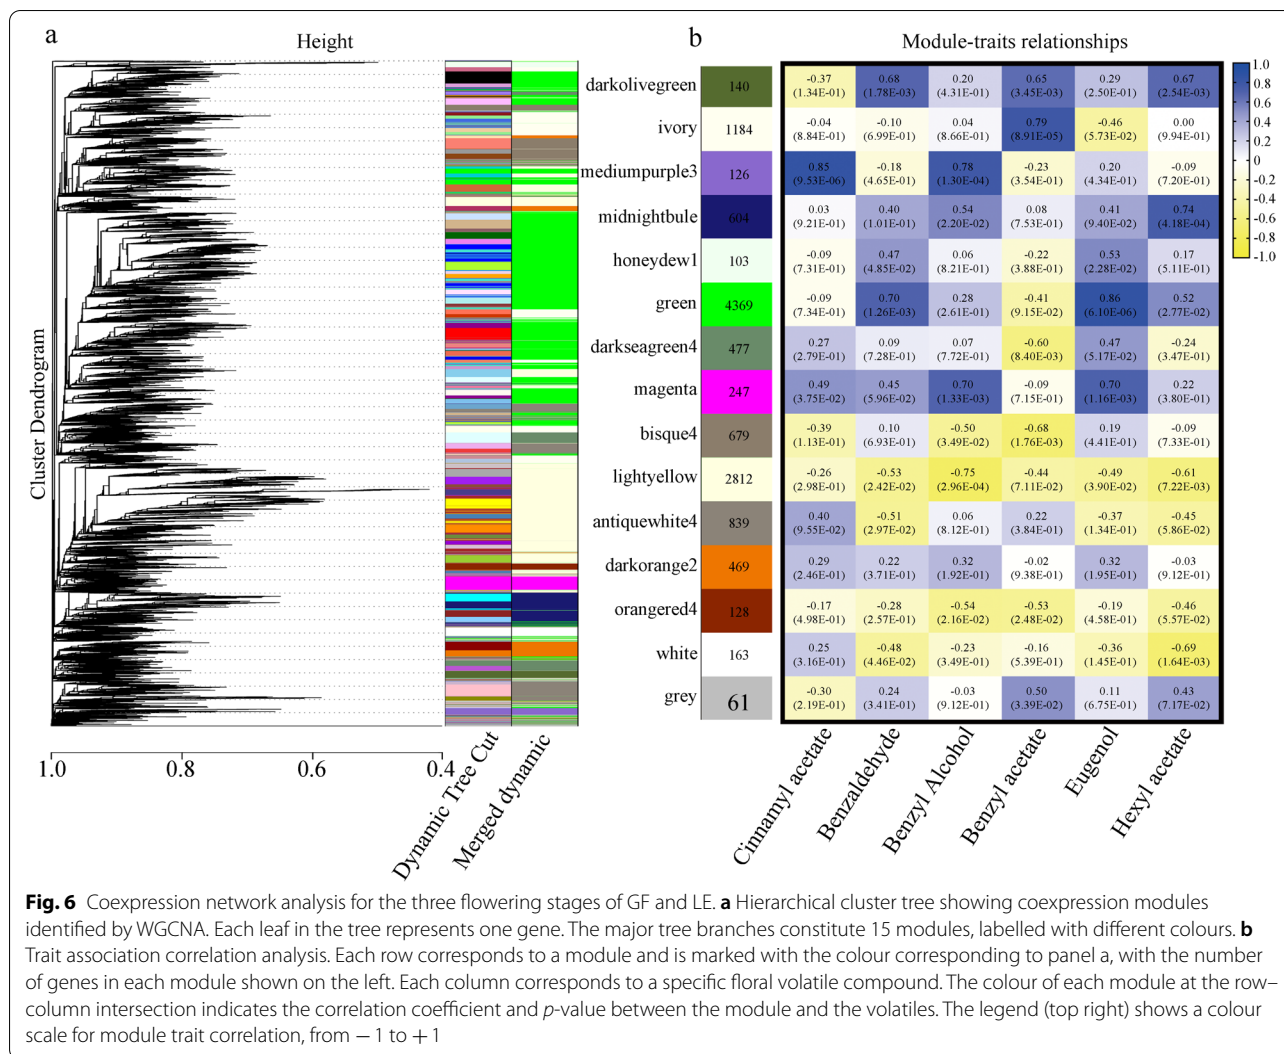 a
Height
b
Module-traits relationships
darkolivegreen 140 -0.37 0.68 0.20 0.65 0.29 0.67
(1.34E-01) (1.78E-03) (4.31E-01) (3.45E-03) (2.50E-01) (2.54E-03)
ivory 1184 -0.04 -0.10 0.04 0.79 -0.46 0.00
(8.84E-01) (6.99E-01) (8.66E-01) (8.91E-05) (5.73E-02) (9.94E-01)
mediumpurple3 126 0.85 -0.18 0.78 -0.23 0.20 -0.09
(9.53E-06) (4.65E-01) (1.30E-04) (3.54E-01) (4.34E-01) (7.20E-01)
midnightbule 604 0.03 0.40 0.54 0.08 0.41 0.74
(9.21E-01) (1.01E-01) (2.20E-02) (7.53E-01) (9.40E-02) (4.18E-04)
honeydew1 103 -0.09 0.47 0.06 -0.22 0.53 0.17
(7.31E-01) (4.85E-02) (8.21E-01) (3.88E-01) (2.28E-02) (5.11E-01)
green 4369 -0.09 0.70 0.28 -0.41 0.86 0.52
(7.34E-01) (1.26E-03) (2.61E-01) (9.15E-02) (6.10E-06) (2.77E-02)
darkseagreen4 477 0.27 0.09 0.07 -0.60 0.47 -0.24
(2.79E-01) (7.28E-01) (7.72E-01) (8.40E-03) (5.17E-02) (3.47E-01)
magenta 247 0.49 0.45 0.70 -0.09 0.70 0.22
(3.75E-02) (5.96E-02) (1.33E-03) (7.15E-01) (1.16E-03) (3.80E-01)
bisque4 679 -0.39 0.10 -0.50 -0.68 0.19 -0.09
(1.13E-01) (6.93E-01) (3.49E-02) (1.76E-03) (4.41E-01) (7.33E-01)
lightyellow 2812 -0.26 -0.53 -0.75 -0.44 -0.49 -0.61
(2.98E-01) (2.42E-02) (2.96E-04) (7.11E-02) (3.90E-02) (7.22E-03)
antiquewhite4 839 0.40 -0.51 0.06 0.22 -0.37 -0.45
(9.55E-02) (2.97E-02) (8.12E-01) (3.84E-01) (1.34E-01) (5.86E-02)
darkorange2 469 0.29 0.22 0.32 -0.02 0.32 -0.03
(2.46E-01) (3.71E-01) (1.92E-01) (9.38E-01) (1.95E-01) (9.12E-01)
orangered4 128 -0.17 -0.28 -0.54 -0.53 -0.19 -0.46
(4.98E-01) (2.57E-01) (2.16E-02) (2.48E-02) (4.58E-01) (5.57E-02)
white 163 0.25 -0.48 -0.23 -0.16 -0.36 -0.69
(3.16E-01) (4.46E-02) (3.49E-01) (5.39E-01) (1.45E-01) (1.64E-03)
grey 61 -0.30 0.24 -0.03 0.50 0.11 0.43
(2.19E-01) (3.41E-01) (9.12E-01) (3.39E-02) (6.75E-01) (7.17E-02)
1.0
0.8
0.6
0.4
0.2
0
-0.2
-0.4
-0.6
-0.8
-1.0
Cluster Dendrogram
1.0 0.8 0.6 0.4
Dynamic Tree Cut
Merged dynamic
Cinnamyl acetate
Benzaldehyde
Benzyl Alcohol
Benzyl acetate
Eugenol
Hexyl acetate
Fig. 6 Coexpression network analysis for the three flowering stages of GF and LE. a Hierarchical cluster tree showing coexpression modules
identified by WGCNA. Each leaf in the tree represents one gene. The major tree branches constitute 15 modules, labelled with different colours. b
Trait association correlation analysis. Each row corresponds to a module and is marked with the colour corresponding to panel a, with the number
of genes in each module shown on the left. Each column corresponds to a specific floral volatile compound. The colour of each module at the row–
column intersection indicates the correlation coefficient and p-value between the module and the volatiles. The legend (top right) shows a colour
scale for module trait correlation, from − 1 to + 1